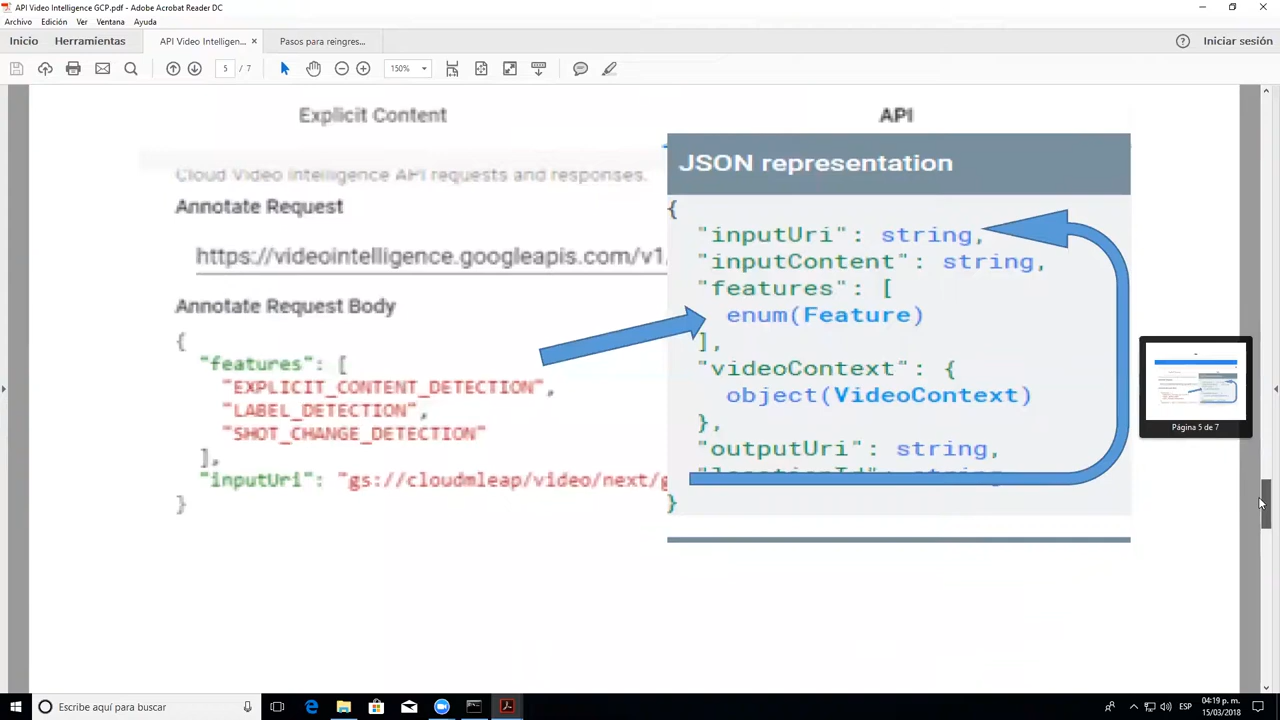 API Video Intelligence GCP.pdf - Adobe Acrobat Reader DC
Archivo Edición Ver Ventana Ayuda
Inicio Herramientas API Video Intelligen... × Pasos para reingres... ? Iniciar sesión
5 / 7 150%
Explicit Content
API
Cloud Video Intelligence API requests and responses.
Annotate Request
https://videointelligence.googleapis.com/v1
Annotate Request Body
{
"features": [
"EXPLICIT_CONTENT_DETECTION",
"LABEL_DETECTION",
"SHOT_CHANGE_DETECTION"
],
"inputUri": "gs://cloudmleap/video/next/
}
JSON representation
{
"inputUri": string,
"inputContent": string,
"features": [
enum(Feature)
],
"videoContext": {
object(VideoContext)
},
"outputUri": string,
}
Página 5 de 7
Escribe aquí para buscar
ESP
04:19 p. m.
15/03/2018